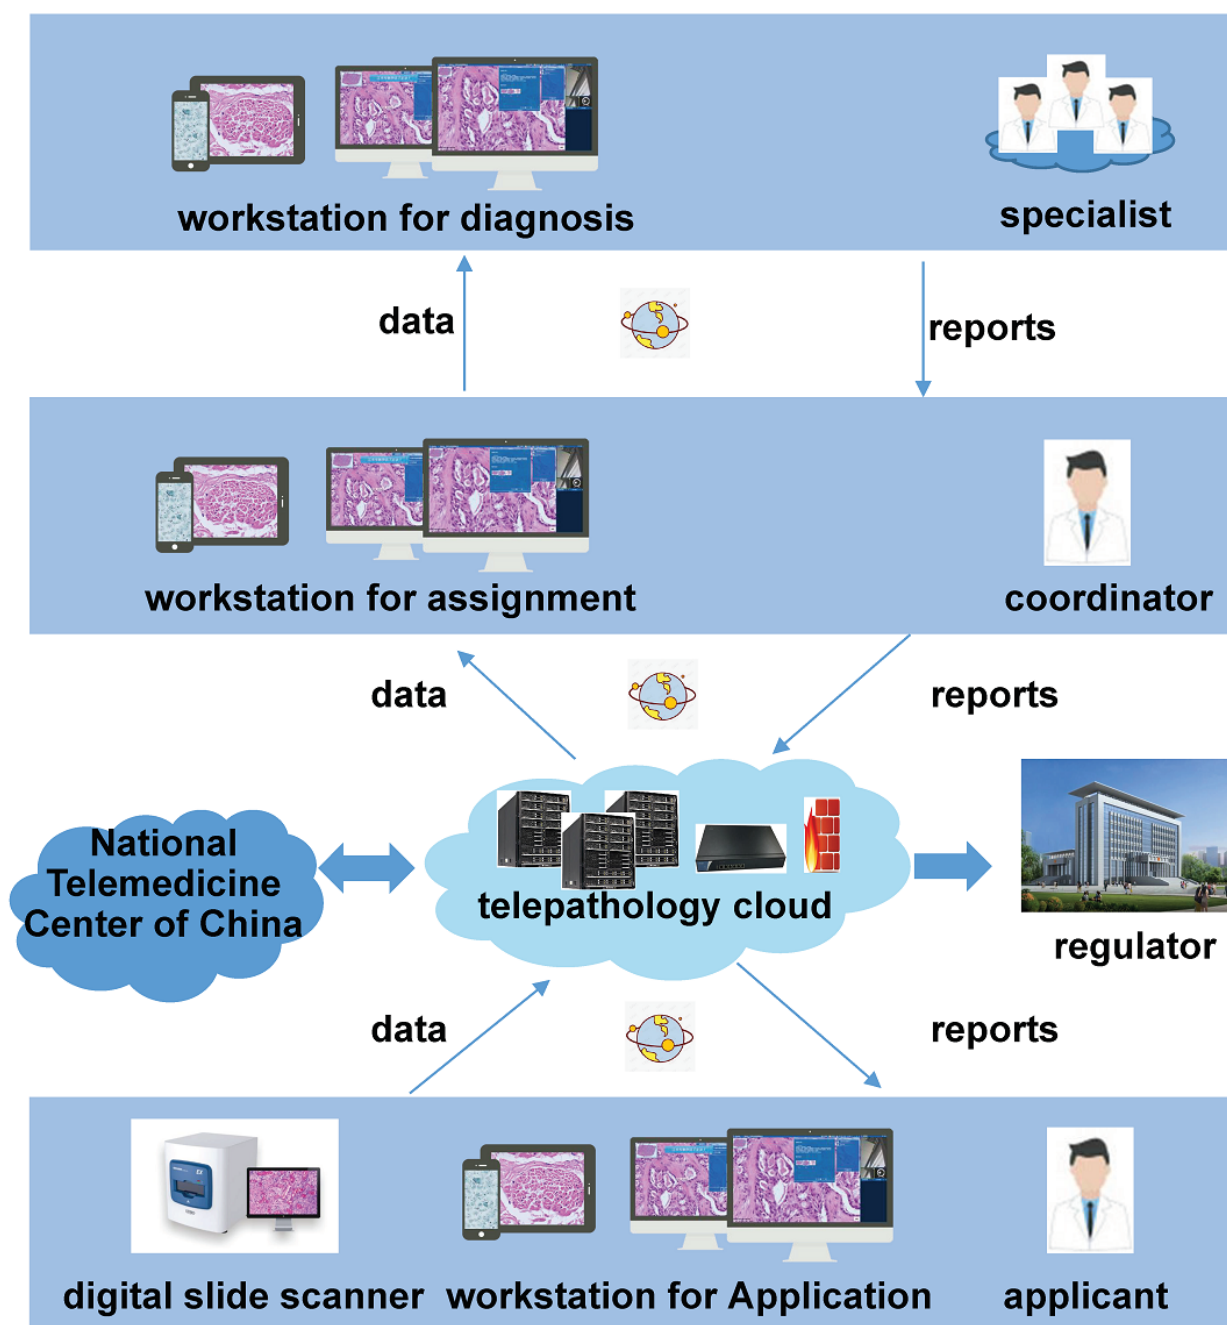 workstation for diagnosis
specialist
data
reports
workstation for assignment
coordinator
data
reports
National
Telemedicine
Center of China
telepathology cloud
regulator
data
reports
digital slide scanner
workstation for Application
applicant